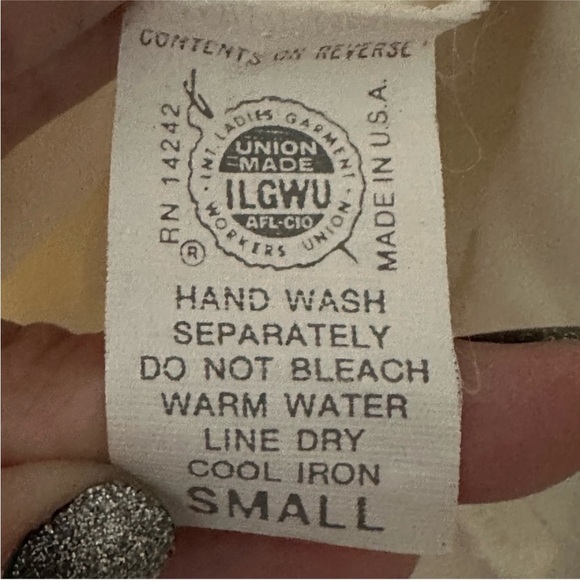 CONTENTS ON REVERSE
RN 14242
INT. LADIES GARMENT
UNION
MADE
ILGWU
AFL-CIO
WORKERS UNION
®
MADE IN U.S.A.
HAND WASH
SEPARATELY
DO NOT BLEACH
WARM WATER
LINE DRY
COOL IRON
SMALL